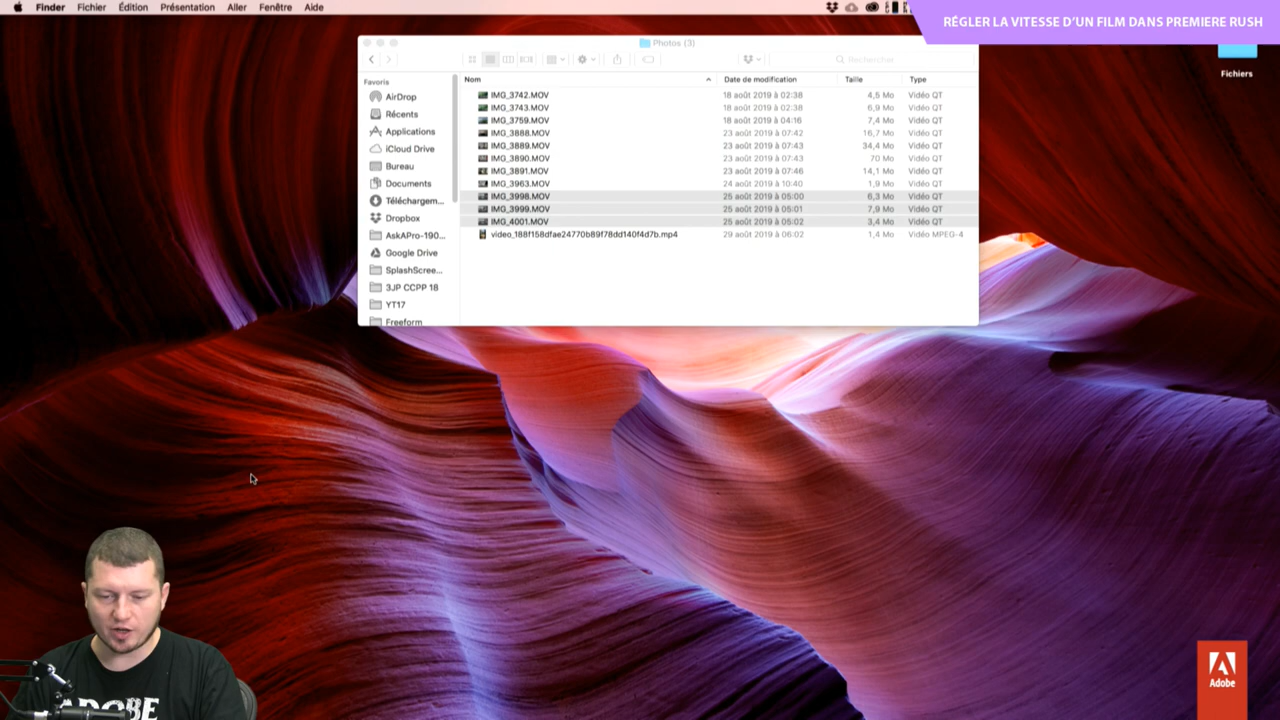 Finder Fichier Édition Présentation Aller Fenêtre Aide
RÉGLER LA VITESSE D'UN FILM DANS PREMIERE RUSH
Fichiers
Photos (3)
Rechercher
Favoris
AirDrop
Récents
Applications
iCloud Drive
Bureau
Documents
Téléchargem...
Dropbox
AskAPro-190...
Google Drive
SplashScree...
3JP CCPP 18
YT17
Freeform
Nom Date de modification Taille Type
IMG_3742.MOV 18 août 2019 à 02:38 4,5 Mo Vidéo QT
IMG_3743.MOV 18 août 2019 à 02:38 6,9 Mo Vidéo QT
IMG_3759.MOV 18 août 2019 à 04:16 7,4 Mo Vidéo QT
IMG_3888.MOV 23 août 2019 à 07:42 16,7 Mo Vidéo QT
IMG_3889.MOV 23 août 2019 à 07:43 34,4 Mo Vidéo QT
IMG_3890.MOV 23 août 2019 à 07:43 70 Mo Vidéo QT
IMG_3891.MOV 23 août 2019 à 07:46 14,1 Mo Vidéo QT
IMG_3963.MOV 24 août 2019 à 10:40 1,9 Mo Vidéo QT
IMG_3998.MOV 25 août 2019 à 05:00 6,3 Mo Vidéo QT
IMG_3999.MOV 25 août 2019 à 05:01 7,9 Mo Vidéo QT
IMG_4001.MOV 25 août 2019 à 05:02 3,4 Mo Vidéo QT
video_188f158dfae24770b89f78dd140f4d7b.mp4 29 août 2019 à 06:02 1,4 Mo Vidéo MPEG-4
ADOBE
Adobe